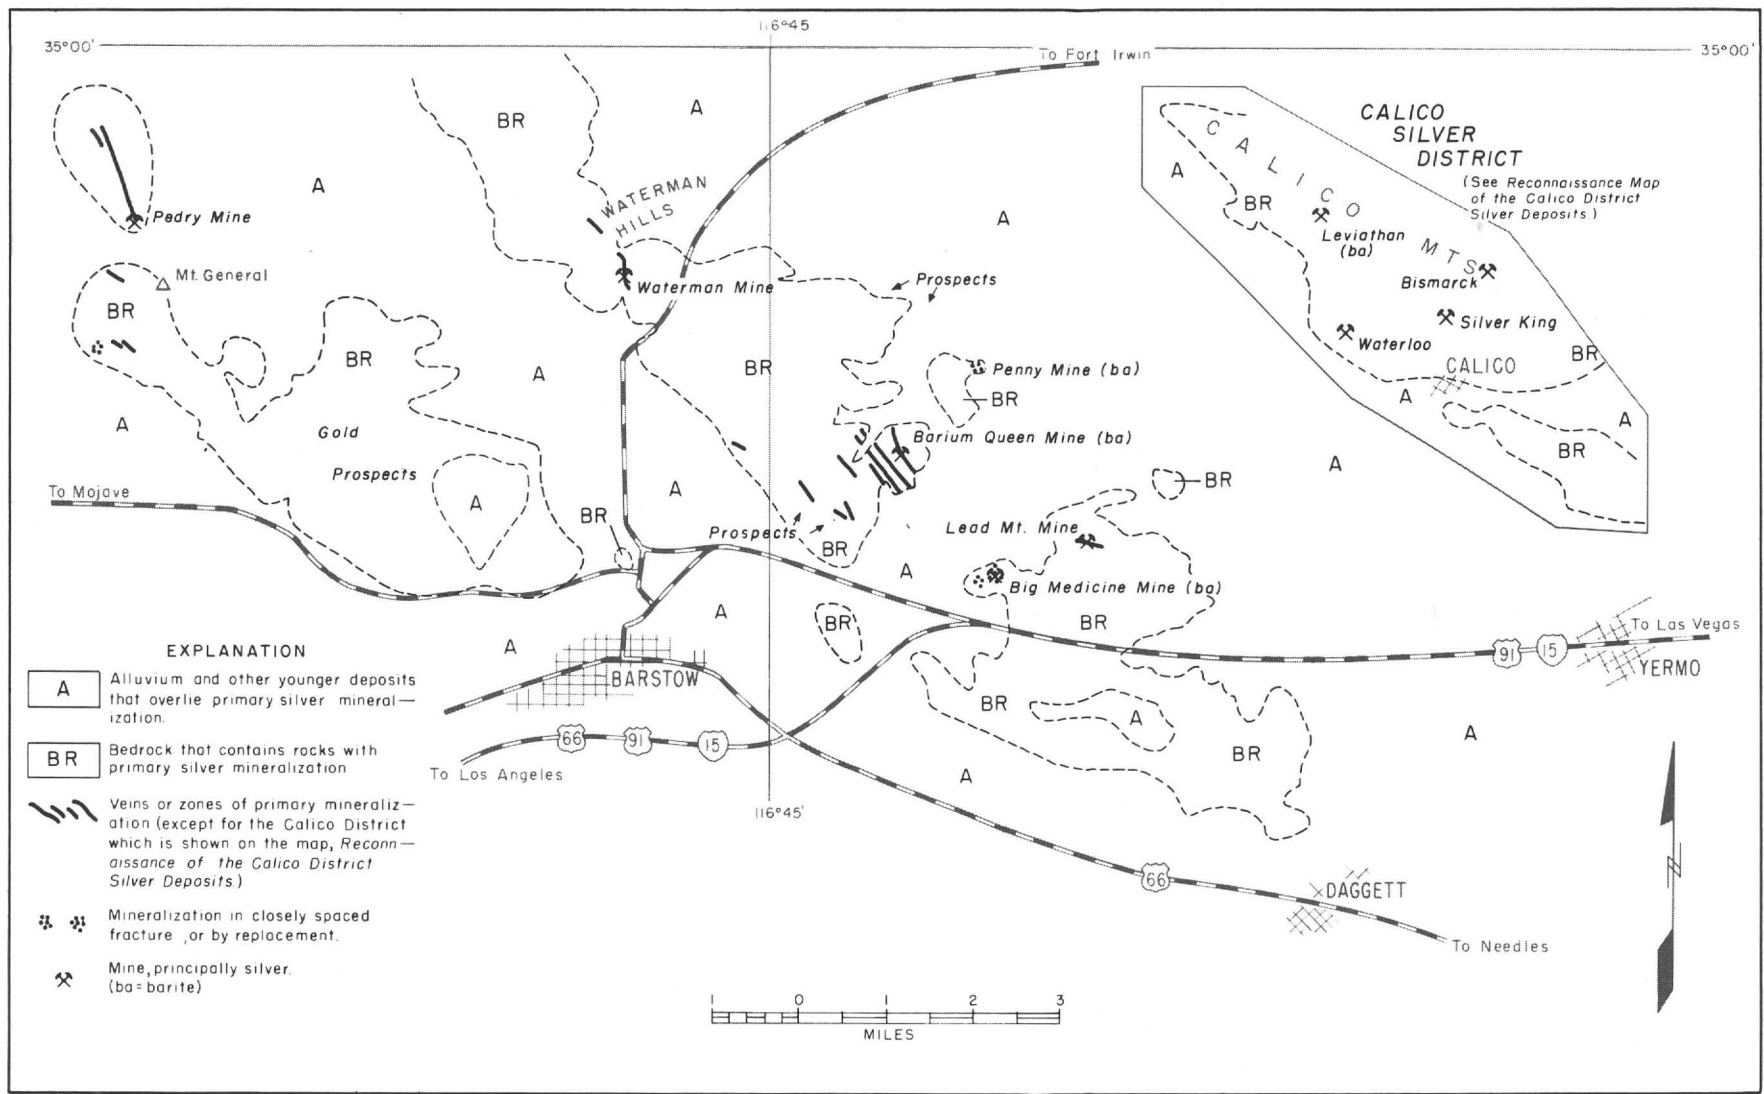 116°45
35°00'
35°00'
To Fort Irwin
BR
A
CALICO
SILVER
DISTRICT
(See Reconnaissance Map
of the Calico District
Silver Deposits.)
CALICO MTS
A
BR
A
WATERMAN
HILLS
A
Pedry Mine
Leviathan
(ba)
Bismarck
Mt. General
Prospects
Waterman Mine
BR
Silver King
Waterloo
BR
BR
BR
CALICO
A
Penny Mine (ba)
BR
A
A
A
Gold
Prospects
Barium Queen Mine (ba)
BR
A
BR
To Mojave
A
A
BR
Lead Mt. Mine
Prospects
BR
A
Big Medicine Mine (ba)
A
BR
BR
To Las Vegas
91
15
YERMO
A
BARSTOW
BR
A
BR
A
66
91
15
To Los Angeles
A
116°45'
66
DAGGETT
To Needles
N
EXPLANATION
A
Alluvium and other younger deposits
that overlie primary silver mineral—
ization.
BR
Bedrock that contains rocks with
primary silver mineralization
Veins or zones of primary mineraliz—
ation (except for the Calico District
which is shown on the map, Reconn—
aissance of the Calico District
Silver Deposits.)
Mineralization in closely spaced
fracture ,or by replacement.
Mine, principally silver.
(ba=barite)
1 0 1 2 3
MILES